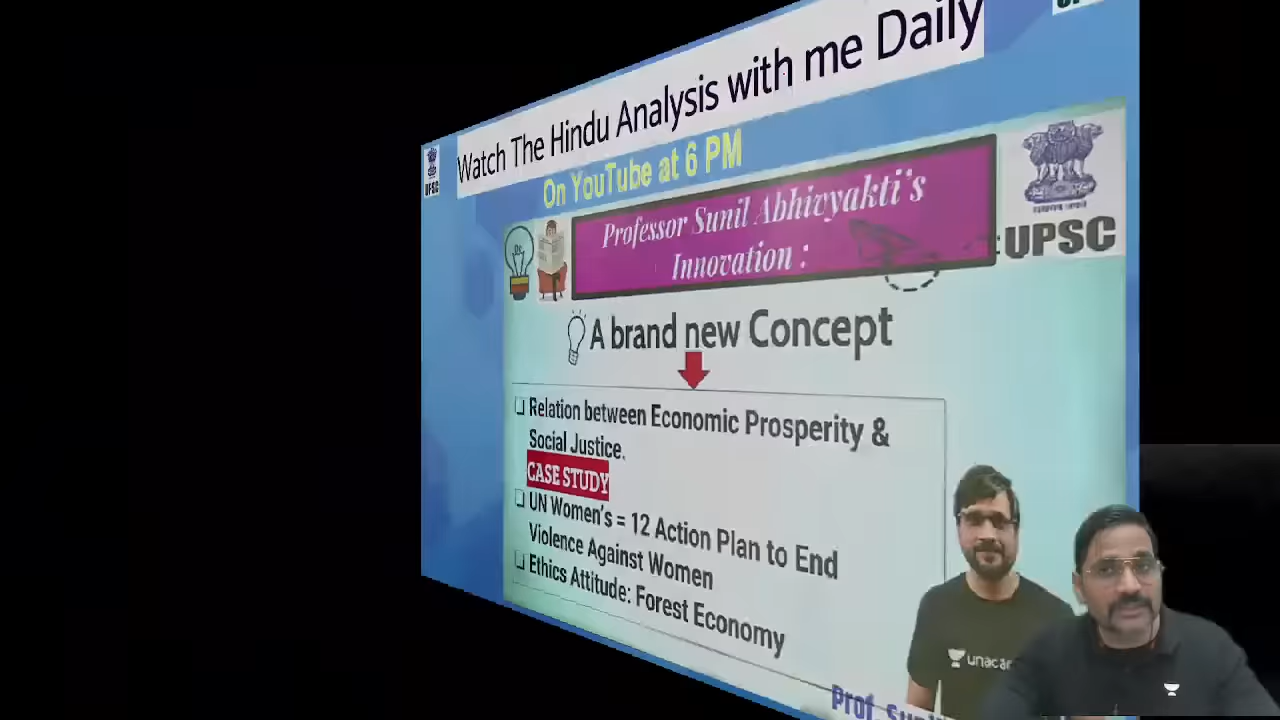 Watch The Hindu Analysis with me Daily
On YouTube at 6 PM
UPSC
Professor Sunil Abhivyakti's
Innovation :
UPSC
A brand new Concept
❑ Relation between Economic Prosperity &
Social Justice.
CASE STUDY
❑ UN Women's = 12 Action Plan to End
Violence Against Women
❑ Ethics Attitude: Forest Economy
Prof.